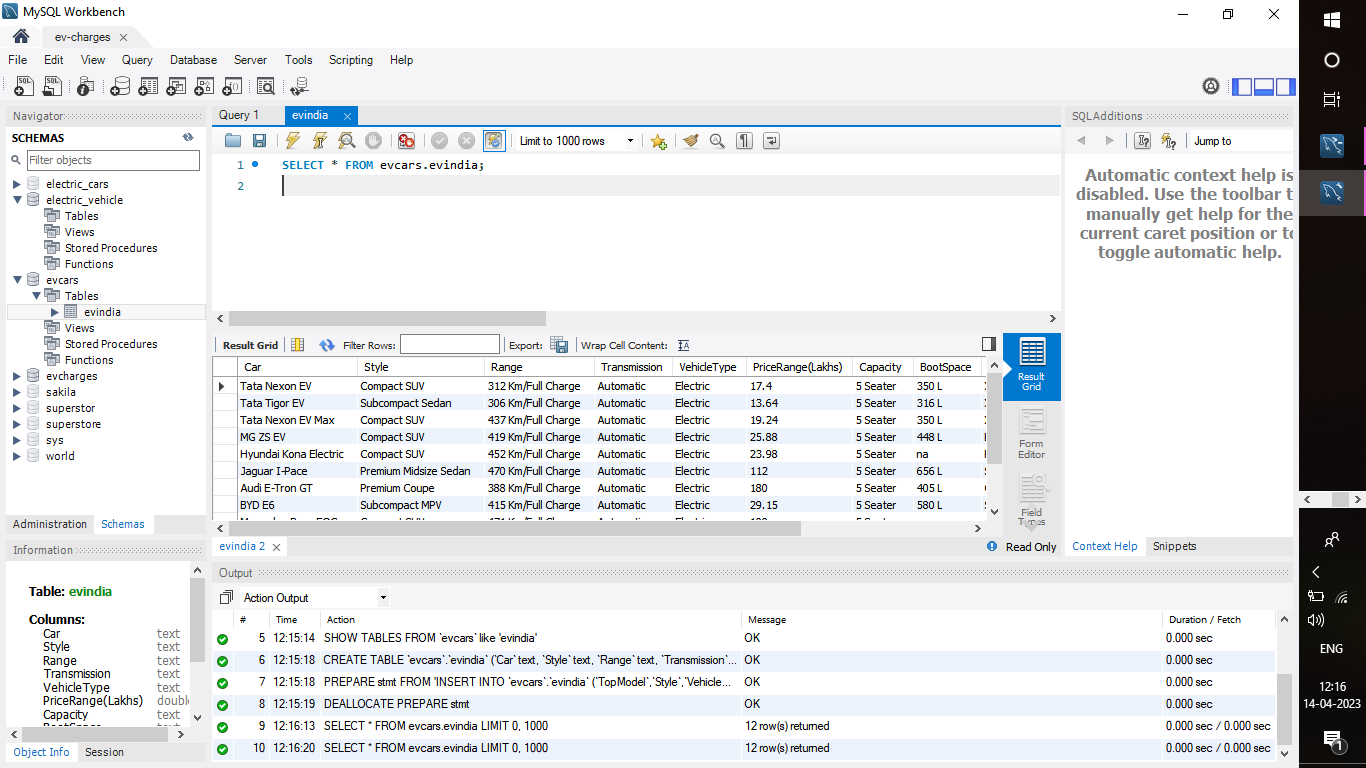 MySQL Workbench
ev-charges
File Edit View Query Database Server Tools Scripting Help
Navigator
SCHEMAS
Filter objects
electric_cars
electric_vehicle
Tables
Views
Stored Procedures
Functions
evcars
Tables
evindia
Views
Stored Procedures
Functions
evcharges
sakila
superstor
superstore
sys
world
Administration Schemas
Information
Table: evindia
Columns:
Car text
Style text
Range text
Transmission text
VehicleType text
PriceRange(Lakhs) double
Capacity text
BootSpace text
Object Info Session
Query 1 evindia
Limit to 1000 rows
1 SELECT * FROM evcars.evindia;
2
Result Grid Filter Rows: Export: Wrap Cell Content:
Car Style Range Transmission VehicleType PriceRange(Lakhs) Capacity BootSpace
Tata Nexon EV Compact SUV 312 Km/Full Charge Automatic Electric 17.4 5 Seater 350 L
Tata Tigor EV Subcompact Sedan 306 Km/Full Charge Automatic Electric 13.64 5 Seater 316 L
Tata Nexon EV Max Compact SUV 437 Km/Full Charge Automatic Electric 19.24 5 Seater 350 L
MG ZS EV Compact SUV 419 Km/Full Charge Automatic Electric 25.88 5 Seater 448 L
Hyundai Kona Electric Compact SUV 452 Km/Full Charge Automatic Electric 23.98 5 Seater na
Jaguar I-Pace Premium Midsize Sedan 470 Km/Full Charge Automatic Electric 112 5 Seater 656 L
Audi E-Tron GT Premium Coupe 388 Km/Full Charge Automatic Electric 180 5 Seater 405 L
BYD E6 Subcompact MPV 415 Km/Full Charge Automatic Electric 29.15 5 Seater 580 L
Result
Grid
Form
Editor
Field
Types
evindia 2
Read Only
SQLAdditions
Jump to
Automatic context help is
disabled. Use the toolbar t
manually get help for the
current caret position or to
toggle automatic help.
Context Help Snippets
Output
Action Output
# Time Action Message Duration / Fetch
5 12:15:14 SHOW TABLES FROM `evcars` like 'evindia' OK 0.000 sec
6 12:15:18 CREATE TABLE `evcars`.`evindia` (`Car` text, `Style` text, `Range` text, `Transmission`... OK 0.000 sec
7 12:15:18 PREPARE stmt FROM 'INSERT INTO `evcars`.`evindia` (`TopModel`,`Style`,`Vehicle... OK 0.000 sec
8 12:15:19 DEALLOCATE PREPARE stmt OK 0.000 sec
9 12:16:13 SELECT * FROM evcars.evindia LIMIT 0, 1000 12 row(s) returned 0.000 sec / 0.000 sec
10 12:16:20 SELECT * FROM evcars.evindia LIMIT 0, 1000 12 row(s) returned 0.000 sec / 0.000 sec
ENG
12:16
14-04-2023
1